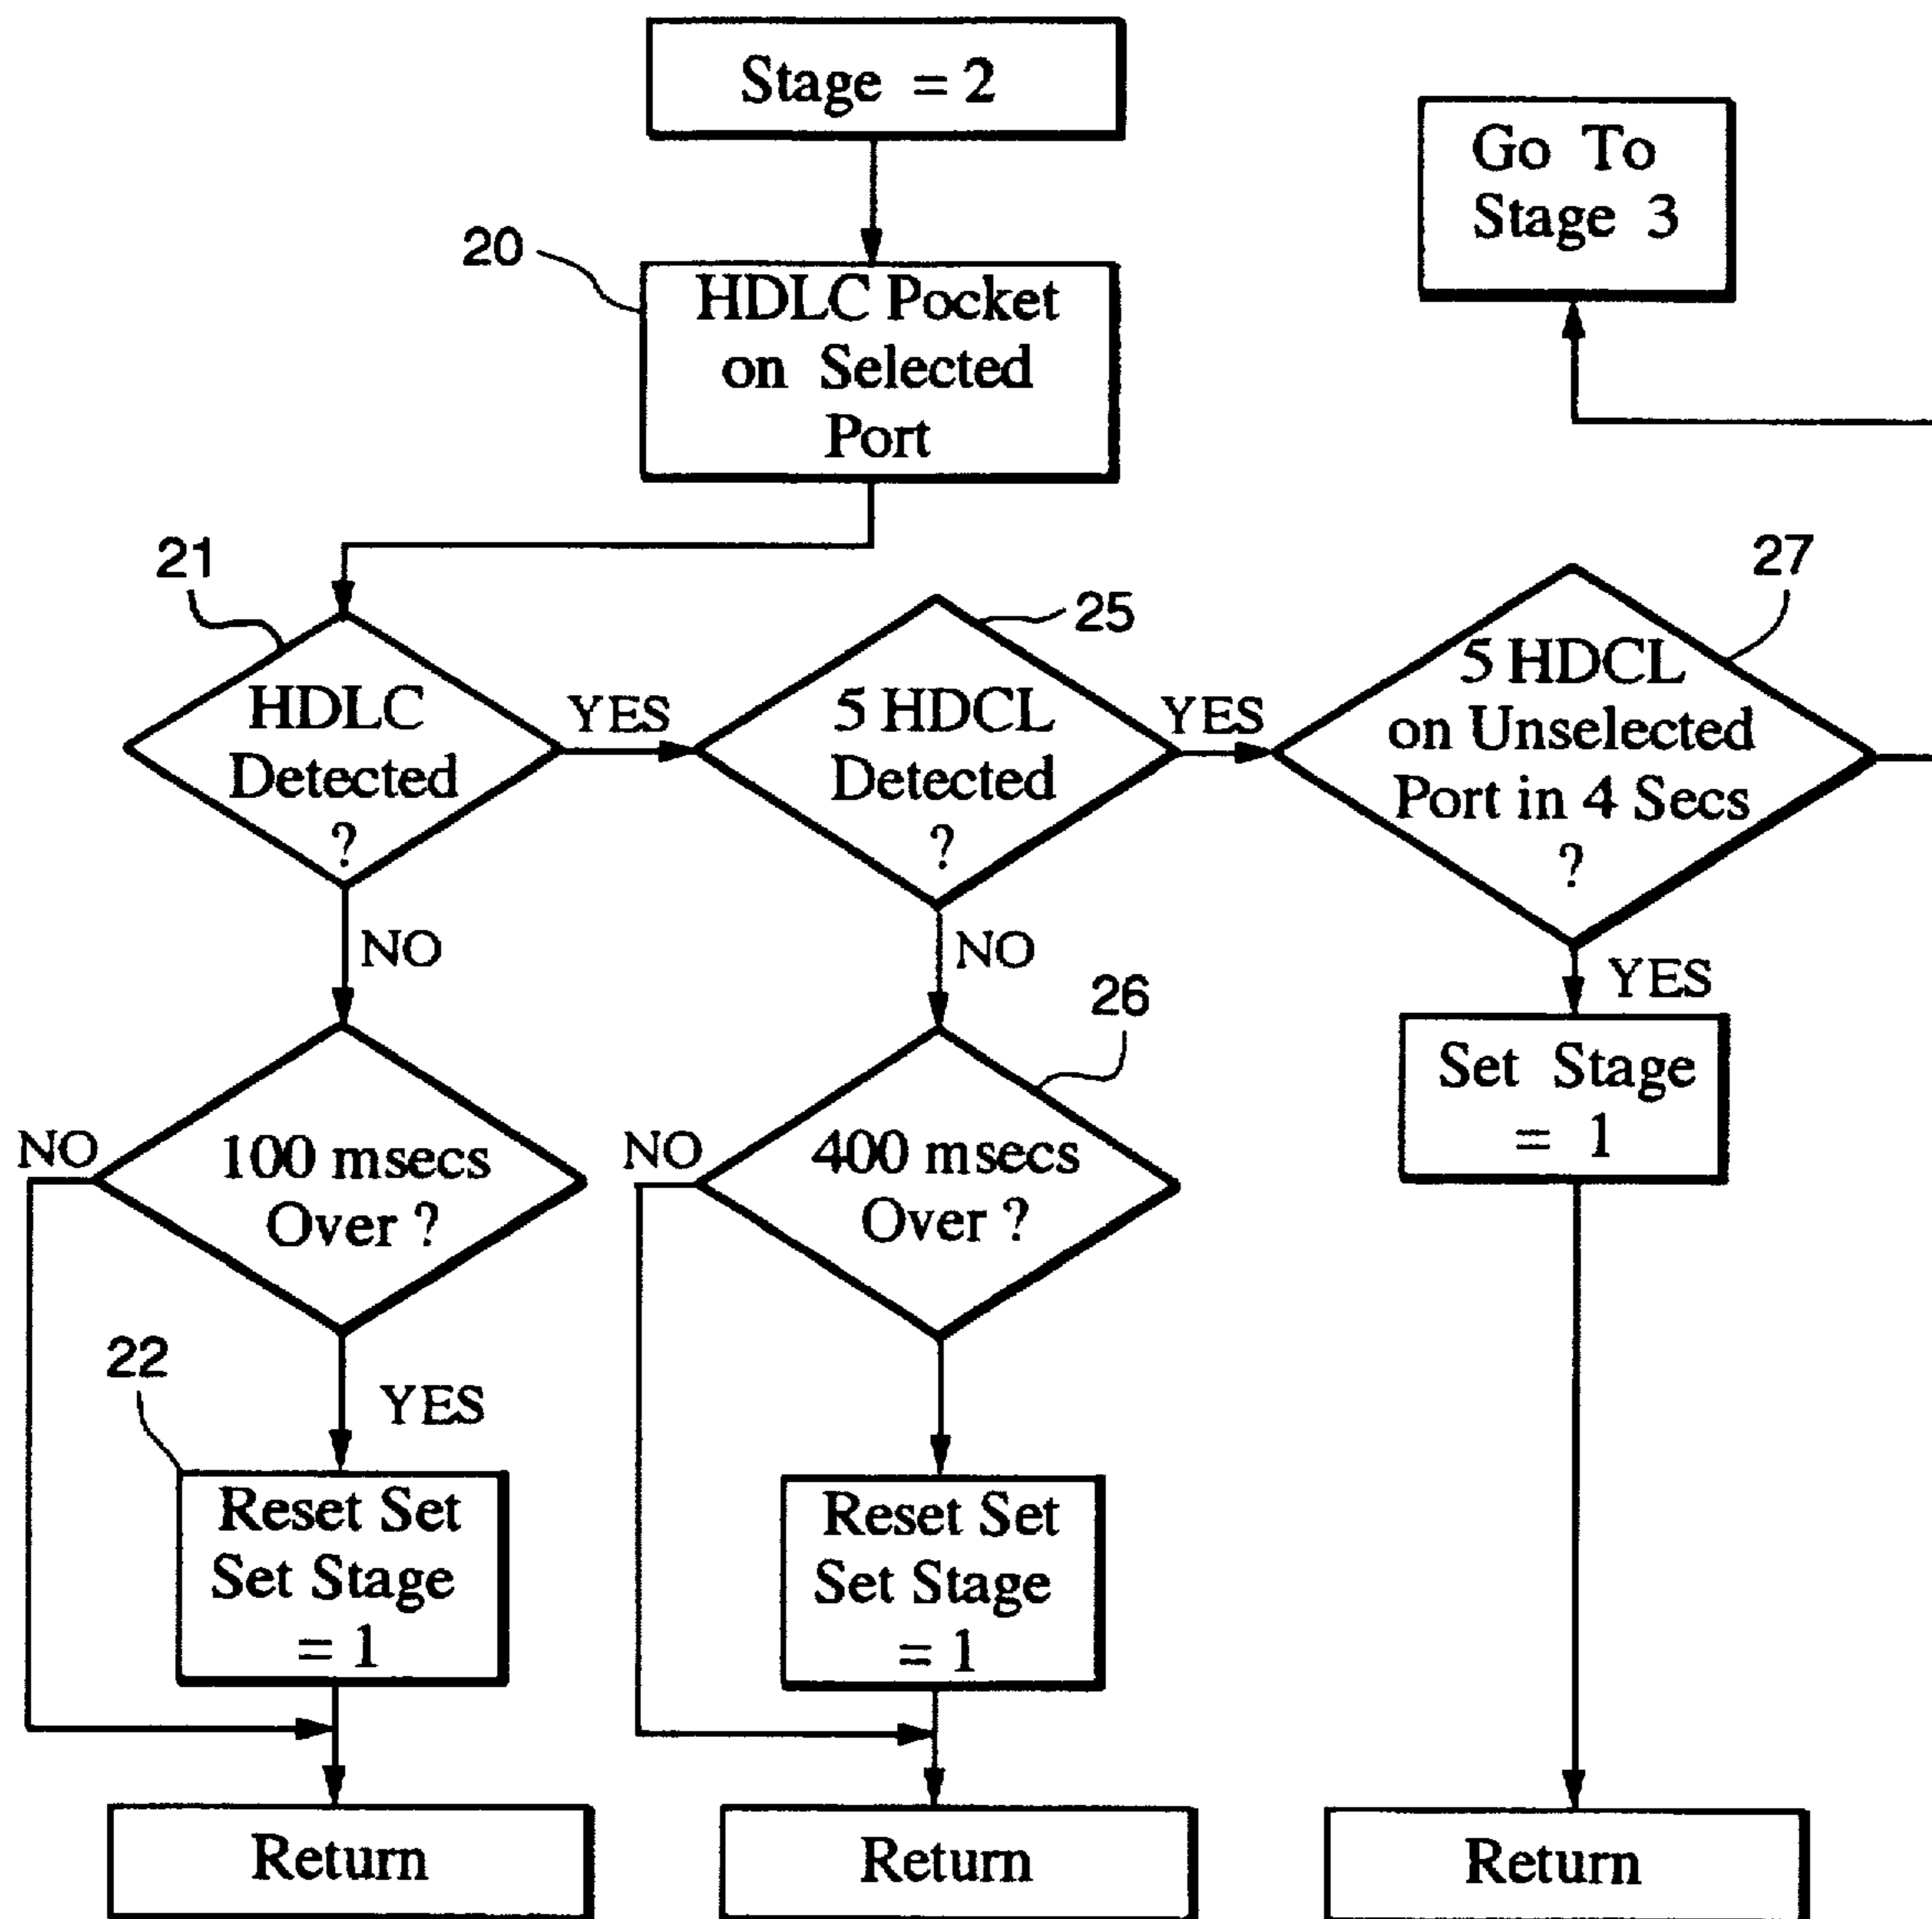 Stage = 2
Go To
Stage 3
20
HDLC Pocket
on Selected
Port
21
HDLC
Detected
?
YES
25
5 HDCL
Detected
?
YES
27
5 HDCL
on Unselected
Port in 4 Secs
?
NO
NO
YES
26
NO
100 msecs
Over ?
NO
400 msecs
Over ?
Set Stage
= 1
22
YES
Reset Set
Set Stage
= 1
Reset Set
Set Stage
= 1
Return
Return
Return